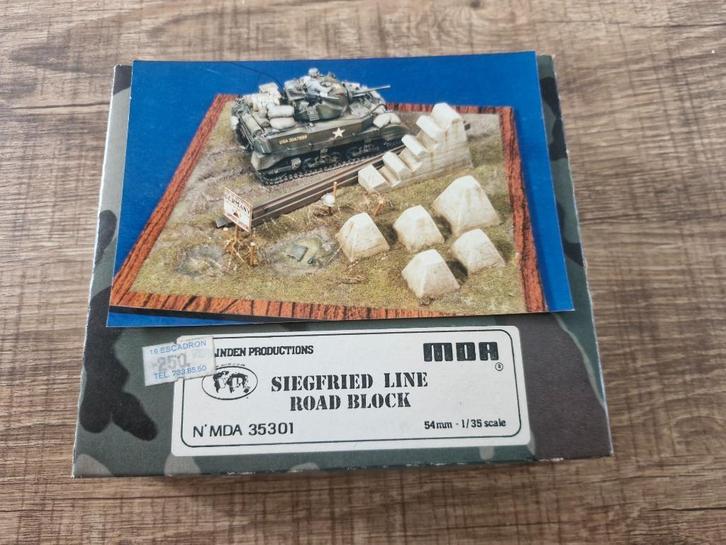 GERMANY
16 ESCADRON
250.
TEL. 733.85.50
INDEN PRODUCTIONS
MDA
®
SIEGFRIED LINE
ROAD BLOCK
N°MDA 35301
54mm - 1/35 scale